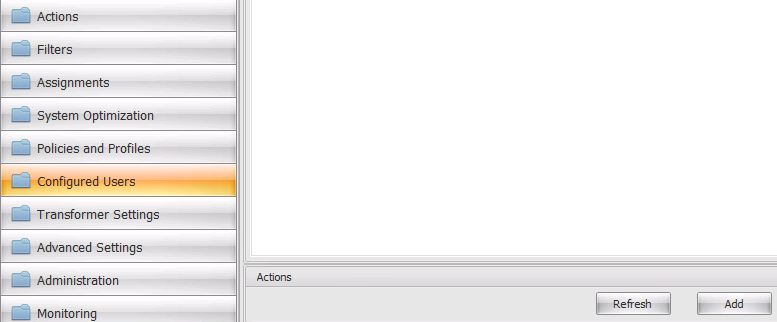 Actions
Filters
Assignments
System Optimization
Policies and Profiles
Configured Users
Transformer Settings
Advanced Settings
Administration
Monitoring
Actions
Refresh Add